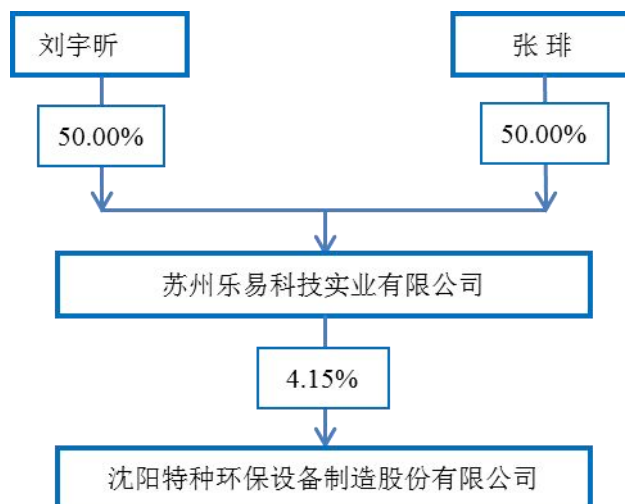 刘宇昕
张 琲
50.00%
50.00%
苏州乐易科技实业有限公司
4.15%
沈阳特种环保设备制造股份有限公司